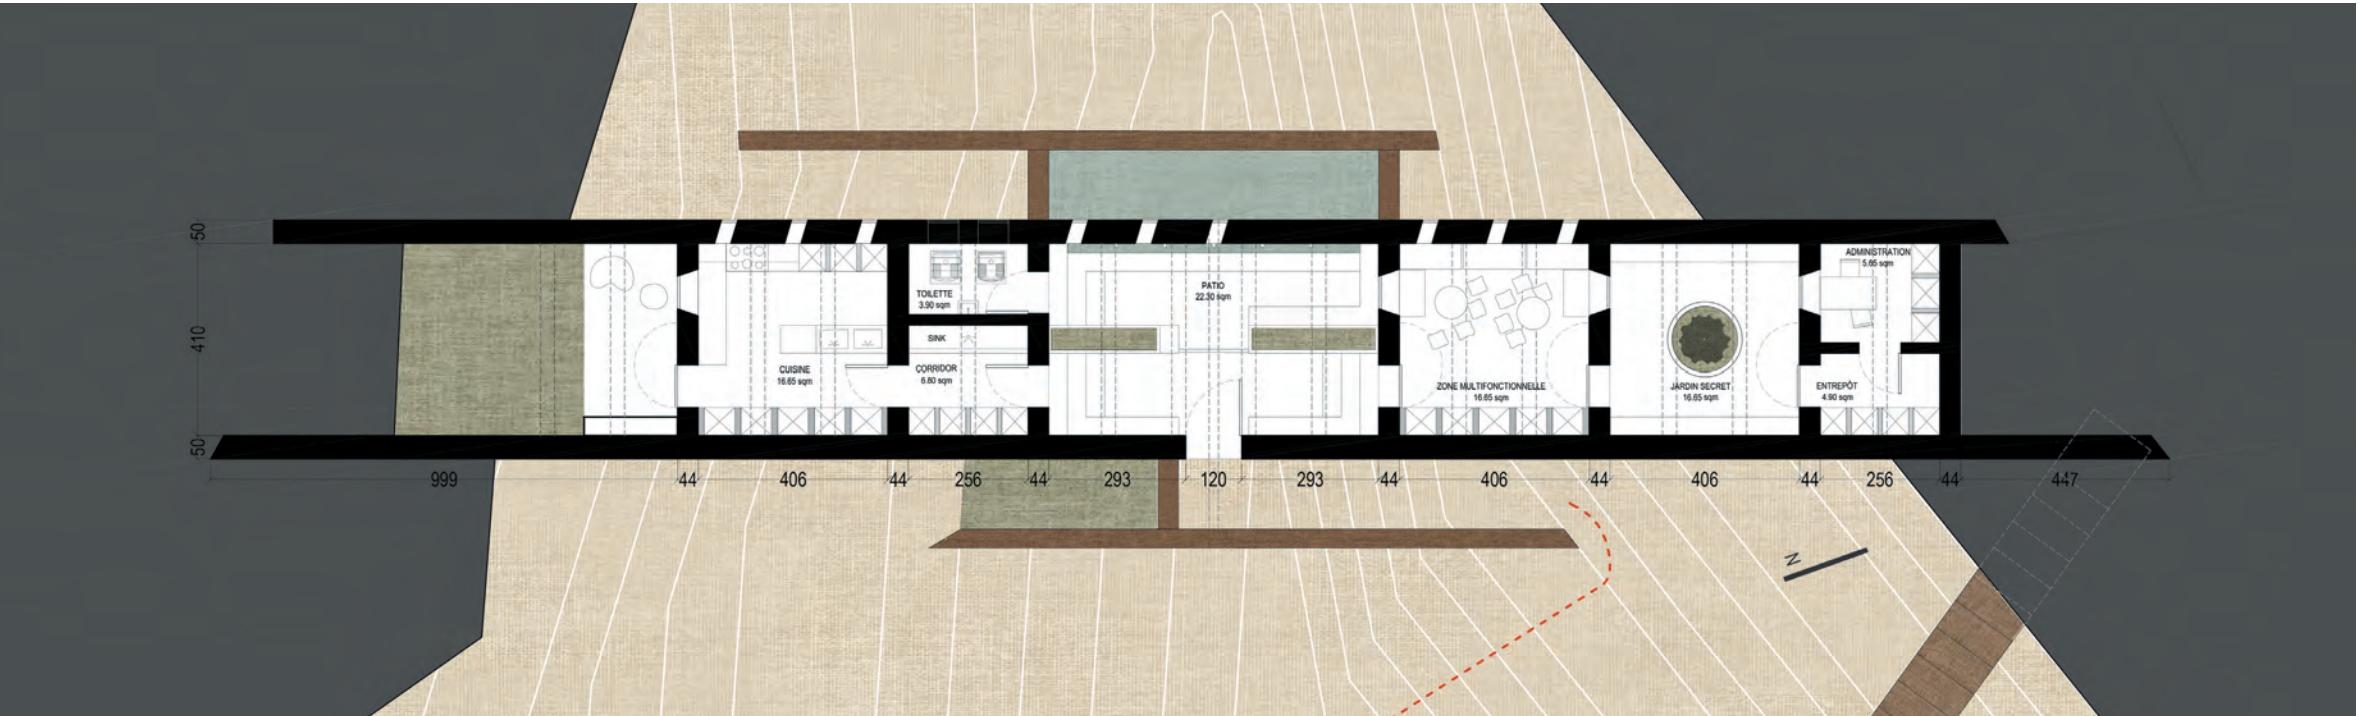 50
410
50
TOILETTE
3.90 sqm
SINK
CUISINE
16.65 sqm
CORRIDOR
6.80 sqm
PATIO
22.30 sqm
ZONE MULTIFONCTIONNELLE
16.65 sqm
JARDIN SECRET
16.65 sqm
ADMINISTRATION
5.65 sqm
ENTREPÔT
4.90 sqm
999 44 406 44 256 44 293 120 293 44 406 44 406 44 256 44 447
N